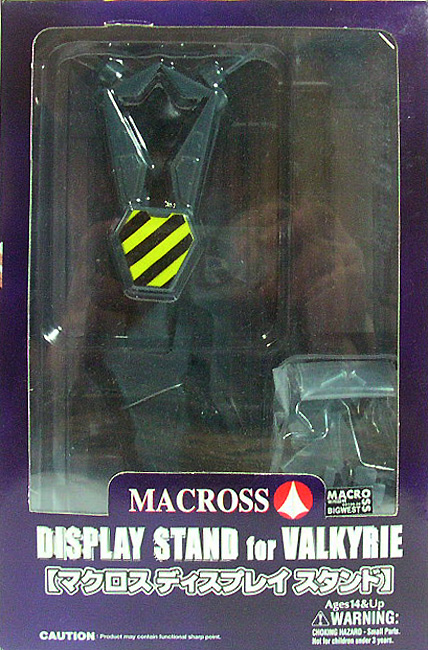 MACROSS
MACROSS
BIGWEST
DISPLAY STAND for VALKYRIE
【マクロス ディスプレイ スタンド】
Ages14&Up
WARNING:
CHOKING HAZARD - Small Parts.
Not for children under 3 years.
CAUTION: Product may contain functional sharp point.